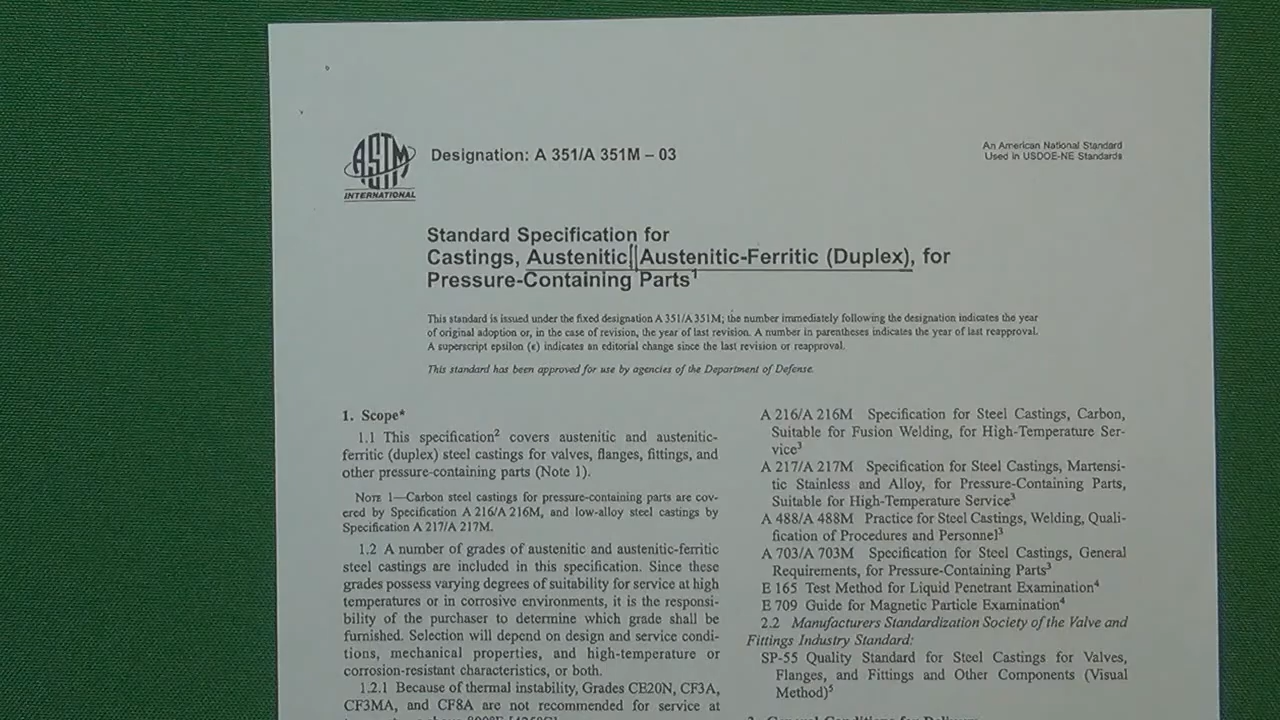 ASTM
INTERNATIONAL
Designation: A 351/A 351M – 03
An American National Standard
Used in USDOE-NE Standards
Standard Specification for
Castings, Austenitic, Austenitic-Ferritic (Duplex), for
Pressure-Containing Parts¹
This standard is issued under the fixed designation A 351/A 351M; the number immediately following the designation indicates the year
of original adoption or, in the case of revision, the year of last revision. A number in parentheses indicates the year of last reapproval.
A superscript epsilon (ϵ) indicates an editorial change since the last revision or reapproval.
This standard has been approved for use by agencies of the Department of Defense.
1. Scope*
1.1 This specification² covers austenitic and austenitic-
ferritic (duplex) steel castings for valves, flanges, fittings, and
other pressure-containing parts (Note 1).
NOTE 1—Carbon steel castings for pressure-containing parts are cov-
ered by Specification A 216/A 216M, and low-alloy steel castings by
Specification A 217/A 217M.
1.2 A number of grades of austenitic and austenitic-ferritic
steel castings are included in this specification. Since these
grades possess varying degrees of suitability for service at high
temperatures or in corrosive environments, it is the responsi-
bility of the purchaser to determine which grade shall be
furnished. Selection will depend on design and service condi-
tions, mechanical properties, and high-temperature or
corrosion-resistant characteristics, or both.
1.2.1 Because of thermal instability, Grades CE20N, CF3A,
CF3MA, and CF8A are not recommended for service at
A 216/A 216M Specification for Steel Castings, Carbon,
Suitable for Fusion Welding, for High-Temperature Ser-
vice³
A 217/A 217M Specification for Steel Castings, Martensi-
tic Stainless and Alloy, for Pressure-Containing Parts,
Suitable for High-Temperature Service³
A 488/A 488M Practice for Steel Castings, Welding, Quali-
fication of Procedures and Personnel³
A 703/A 703M Specification for Steel Castings, General
Requirements, for Pressure-Containing Parts³
E 165 Test Method for Liquid Penetrant Examination⁴
E 709 Guide for Magnetic Particle Examination⁴
2.2 Manufacturers Standardization Society of the Valve and
Fittings Industry Standard:
SP-55 Quality Standard for Steel Castings for Valves,
Flanges, and Fittings and Other Components (Visual
Method)⁵
3. General Conditions for Delivery